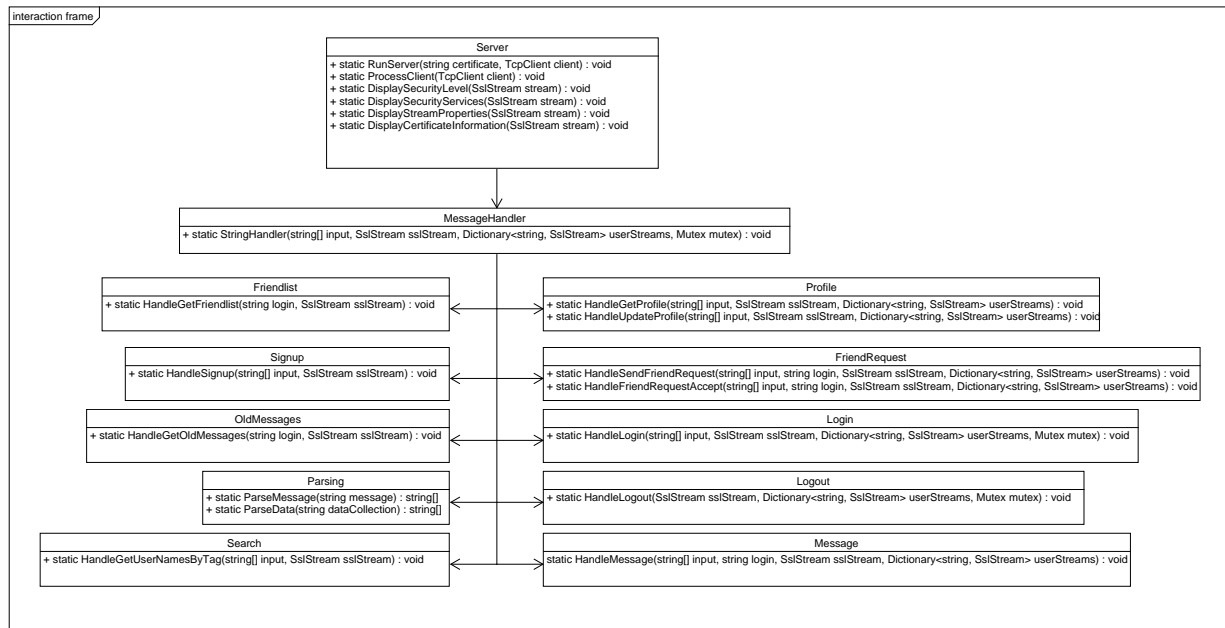 interaction frame
Server
+ static RunServer(string certificate, TcpClient client) : void
+ static ProcessClient(TcpClient client) : void
+ static DisplaySecurityLevel(SslStream stream) : void
+ static DisplaySecurityServices(SslStream stream) : void
+ static DisplayStreamProperties(SslStream stream) : void
+ static DisplayCertificateInformation(SslStream stream) : void
MessageHandler
+ static StringHandler(string[] input, SslStream sslStream, Dictionary<string, SslStream> userStreams, Mutex mutex) : void
Friendlist
+ static HandleGetFriendlist(string login, SslStream sslStream) : void
Profile
+ static HandleGetProfile(string[] input, SslStream sslStream, Dictionary<string, SslStream> userStreams) : void
+ static HandleUpdateProfile(string[] input, SslStream sslStream, Dictionary<string, SslStream> userStreams) : void
Signup
+ static HandleSignup(string[] input, SslStream sslStream) : void
FriendRequest
+ static HandleSendFriendRequest(string[] input, string login, SslStream sslStream, Dictionary<string, SslStream> userStreams) : void
+ static HandleFriendRequestAccept(string[] input, string login, SslStream sslStream, Dictionary<string, SslStream> userStreams) : void
OldMessages
+ static HandleGetOldMessages(string login, SslStream sslStream) : void
Login
+ static HandleLogin(string[] input, SslStream sslStream, Dictionary<string, SslStream> userStreams, Mutex mutex) : void
Parsing
+ static ParseMessage(string message) : string[]
+ static ParseData(string dataCollection) : string[]
Logout
+ static HandleLogout(SslStream sslStream, Dictionary<string, SslStream> userStreams, Mutex mutex) : void
Search
+ static HandleGetUserNamesByTag(string[] input, SslStream sslStream) : void
Message
static HandleMessage(string[] input, string login, SslStream sslStream, Dictionary<string, SslStream> userStreams) : void